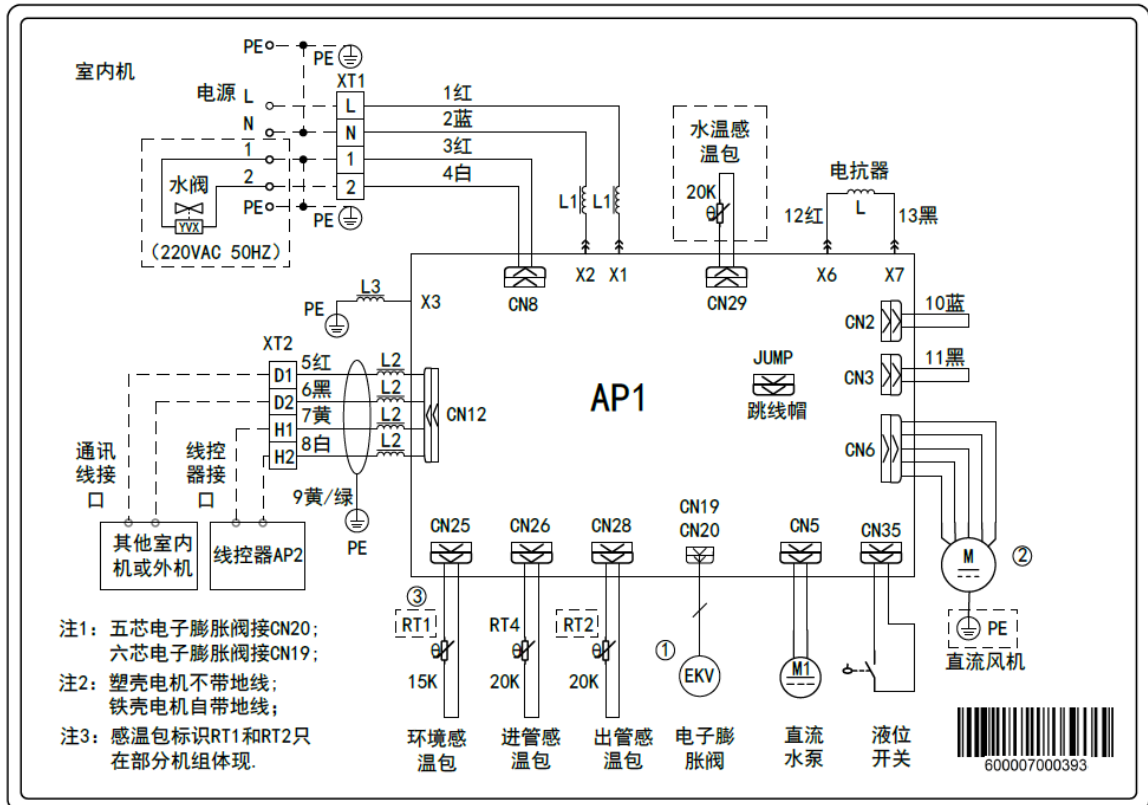 室内机
PE
PE
XT1
电源 L
N
L
N
1
2
1红
2蓝
3红
4白
1
2
PE
PE
水阀
YVX
(220VAC 50HZ)
L1
L1
水温感
温包
20K
θ
电抗器
L
12红
13黑
X2
X1
X6
X7
CN8
CN29
L3
X3
PE
CN2
10蓝
CN3
11黑
JUMP
跳线帽
AP1
XT2
D1
D2
H1
H2
5红
6黑
7黄
8白
L2
L2
L2
L2
CN12
CN6
通讯
线接
口
线控
器接
口
9黄/绿
PE
其他室内
机或外机
线控器AP2
CN25
CN26
CN28
CN19
CN20
CN5
CN35
M
②
PE
直流风机
③
RT1
θ
15K
RT4
θ
20K
RT2
θ
20K
①
EKV
M1
环境感
温包
进管感
温包
出管感
温包
电子膨
胀阀
直流
水泵
液位
开关
注1: 五芯电子膨胀阀接CN20;
六芯电子膨胀阀接CN19;
注2: 塑壳电机不带地线;
铁壳电机自带地线;
注3: 感温包标识RT1和RT2只
在部分机组体现.
600007000393